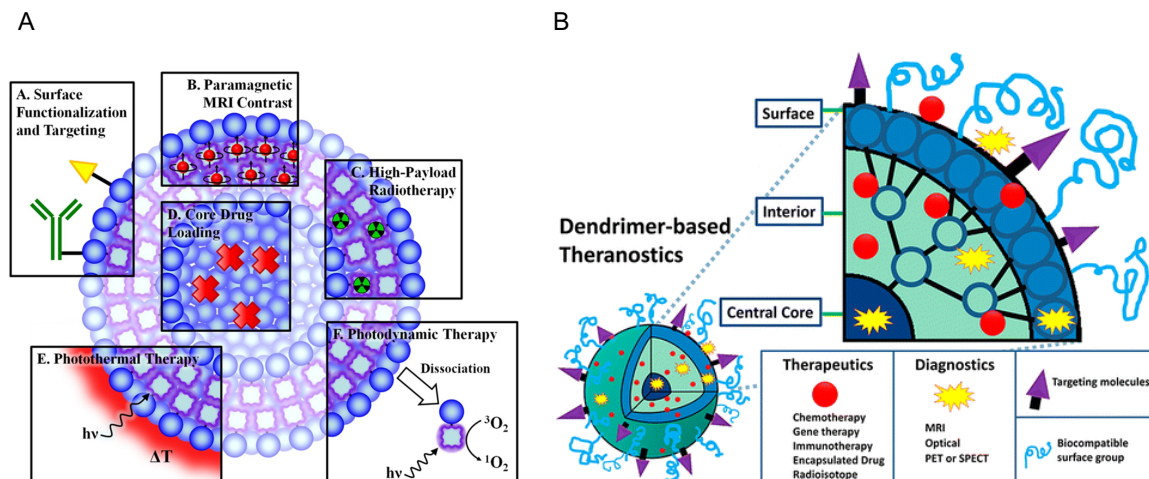 A
A. Surface
Functionalization
and Targeting
B. Paramagnetic
MRI Contrast
C. High-Payload
Radiotherapy
D. Core Drug
Loading
E. Photothermal Therapy
hν
ΔT
F. Photodynamic Therapy
Dissociation
³O₂
hν
¹O₂
B
Surface
Interior
Central Core
Dendrimer-based
Theranostics
Therapeutics
Chemotherapy
Gene therapy
Immunotherapy
Encapsulated Drug
Radioisotope
Diagnostics
MRI
Optical
PET or SPECT
Targeting molecules
Biocompatible
surface group